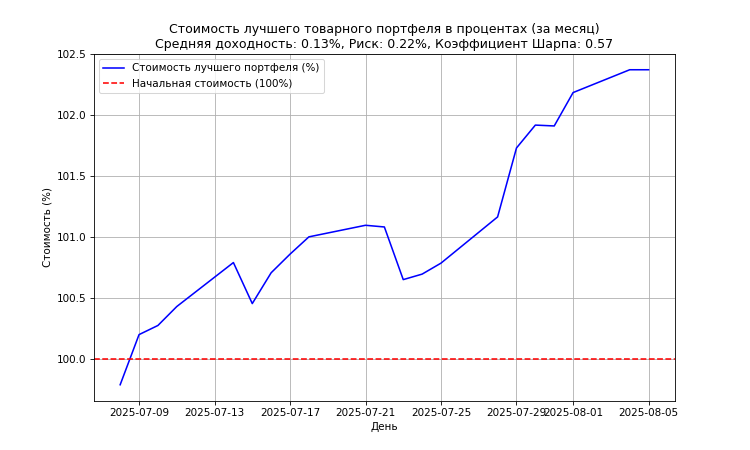 Стоимость лучшего товарного портфеля в процентах (за месяц)
Средняя доходность: 0.13%, Риск: 0.22%, Коэффициент Шарпа: 0.57
Стоимость лучшего портфеля (%)
Начальная стоимость (100%)
Стоимость (%)
102.5
102.0
101.5
101.0
100.5
100.0
2025-07-09 2025-07-13 2025-07-17 2025-07-21 2025-07-25 2025-07-29 2025-08-01 2025-08-05
День